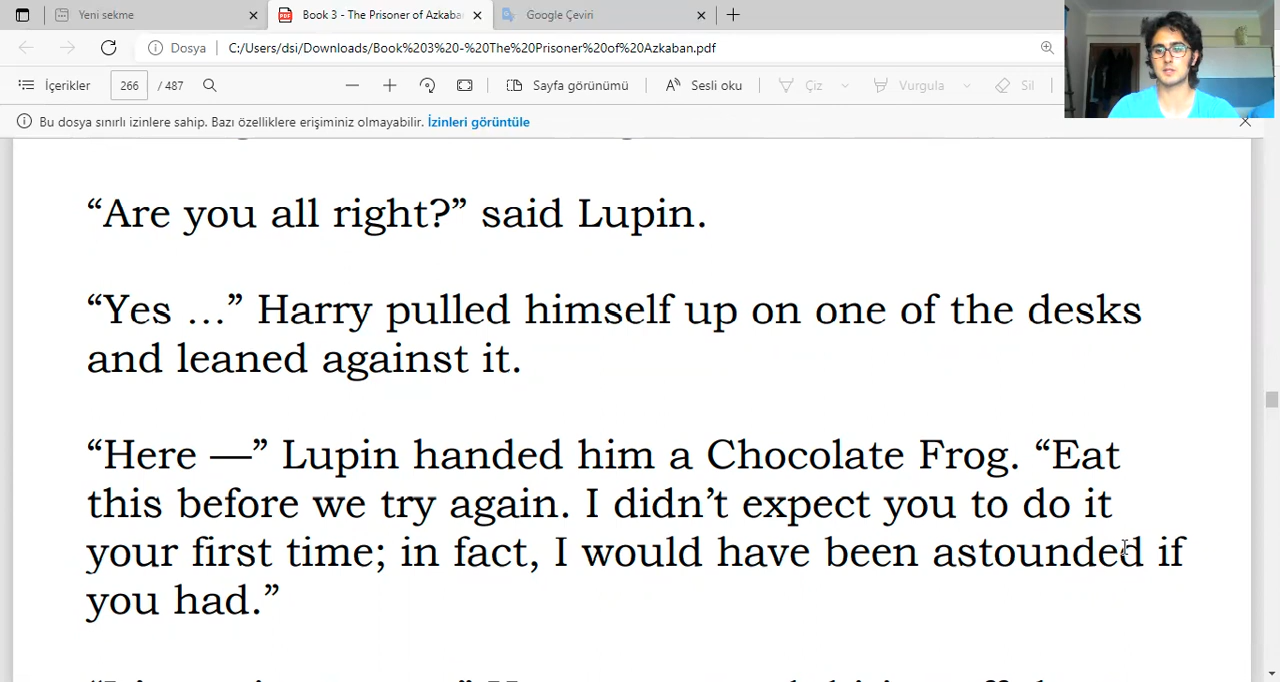 Yeni sekme
Book 3 - The Prisoner of Azkaba
Google Çeviri
Dosya
C:/Users/dsi/Downloads/Book%203%20-%20The%20Prisoner%20of%20Azkaban.pdf
İçerikler
266 / 487
Sayfa görünümü
Sesli oku
Çiz
Vurgula
Sil
Bu dosya sınırlı izinlere sahip. Bazı özelliklere erişiminiz olmayabilir. İzinleri görüntüle
“Are you all right?” said Lupin.
“Yes …” Harry pulled himself up on one of the desks
and leaned against it.
“Here —” Lupin handed him a Chocolate Frog. “Eat
this before we try again. I didn’t expect you to do it
your first time; in fact, I would have been astounded if
you had.”